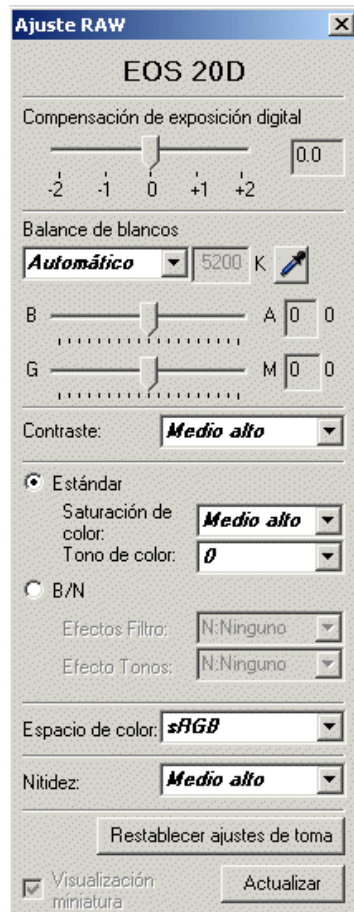 Ajuste RAW
EOS 20D
Compensación de exposición digital
0.0
-2 -1 0 +1 +2
Balance de blancos
Automático 5200 K
B A 0 0
G M 0 0
Contraste: Medio alto
Estándar
Saturación de color: Medio alto
Tono de color: 0
B/N
Efectos Filtro: N:Ninguno
Efecto Tonos: N:Ninguno
Espacio de color: sRGB
Nitidez: Medio alto
Restablecer ajustes de toma
Visualización miniatura Actualizar